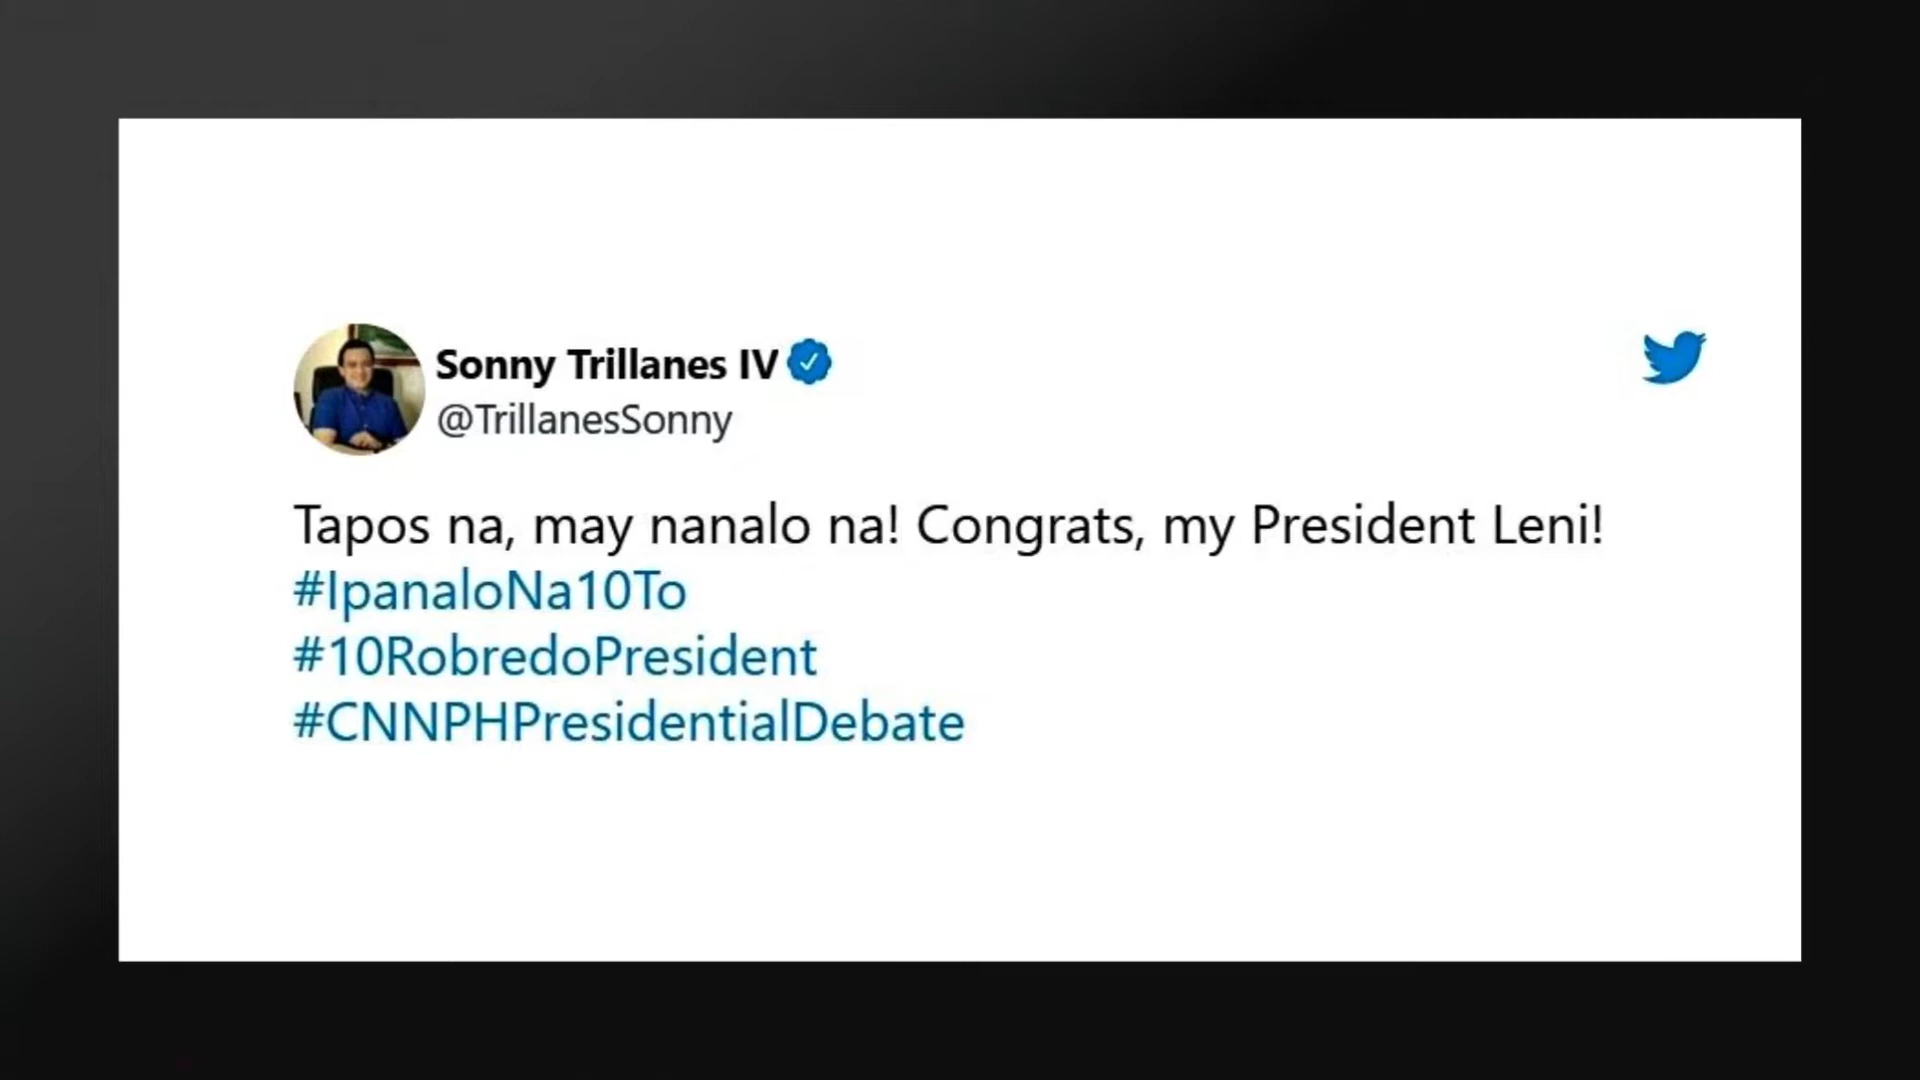 Sonny Trillanes IV
@TrillanesSonny
Tapos na, may nanalo na! Congrats, my President Leni!
#IpanaloNa10To
#10RobredoPresident
#CNNPHPresidentialDebate